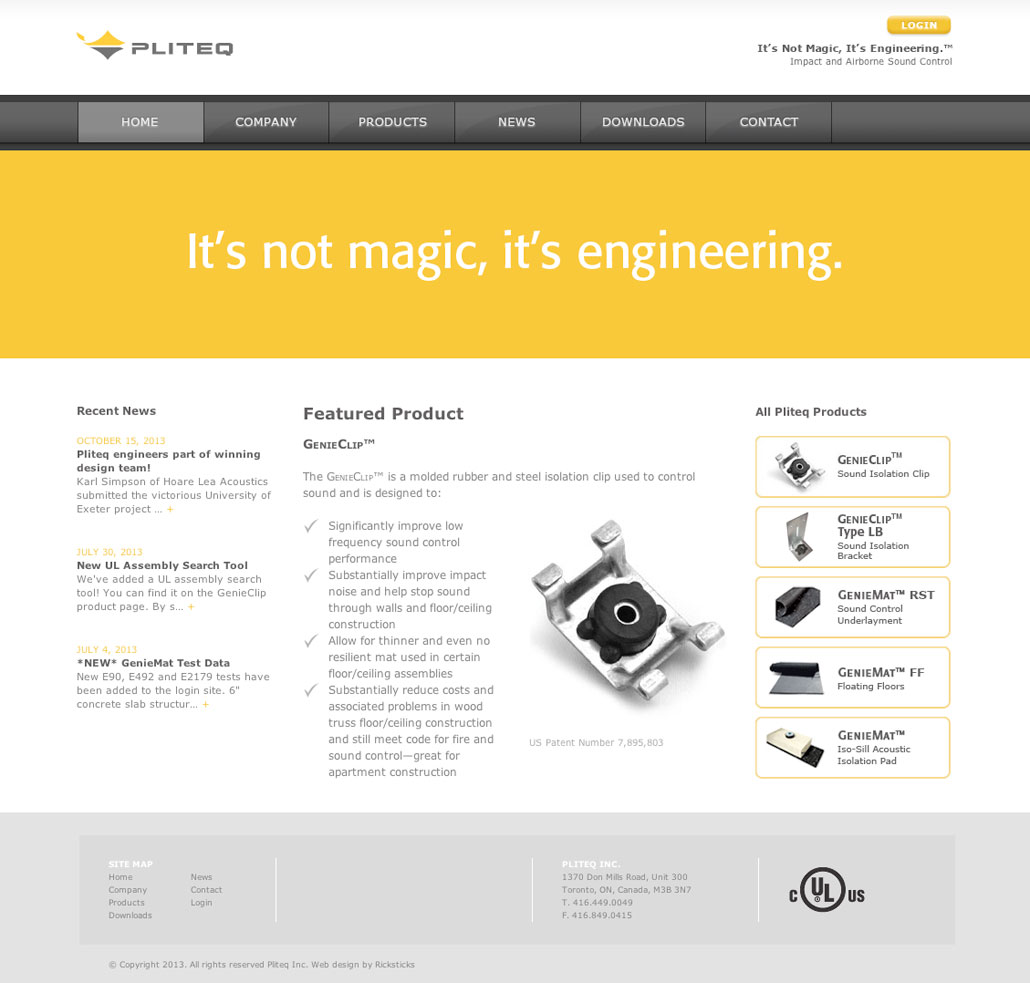 PLITEQ
LOGIN
It's Not Magic, It's Engineering.™
Impact and Airborne Sound Control
HOME
COMPANY
PRODUCTS
NEWS
DOWNLOADS
CONTACT
It's not magic, it's engineering.
Recent News
OCTOBER 15, 2013
Pliteq engineers part of winning
design team!
Karl Simpson of Hoare Lea Acoustics
submitted the victorious University of
Exeter project ... +
JULY 30, 2013
New UL Assembly Search Tool
We've added a UL assembly search
tool! You can find it on the GenieClip
product page. By s... +
JULY 4, 2013
*NEW* GenieMat Test Data
New E90, E492 and E2179 tests have
been added to the login site. 6"
concrete slab structur... +
Featured Product
GENIECLIP™
The GENIECLIP™ is a molded rubber and steel isolation clip used to control
sound and is designed to:
Significantly improve low
frequency sound control
performance
Substantially improve impact
noise and help stop sound
through walls and floor/ceiling
construction
Allow for thinner and even no
resilient mat used in certain
floor/ceiling assemblies
Substantially reduce costs and
associated problems in wood
truss floor/ceiling construction
and still meet code for fire and
sound control—great for
apartment construction
US Patent Number 7,895,803
All Pliteq Products
GENIECLIP™
Sound Isolation Clip
GENIECLIP™
Type LB
Sound Isolation
Bracket
GENIEMAT™ RST
Sound Control
Underlayment
GENIEMAT™ FF
Floating Floors
GENIEMAT™
Iso-Sill Acoustic
Isolation Pad
SITE MAP
Home
Company
Products
Downloads
News
Contact
Login
PLITEQ INC.
1370 Don Mills Road, Unit 300
Toronto, ON, Canada, M3B 3N7
T. 416.449.0049
F. 416.849.0415
C UL US
© Copyright 2013. All rights reserved Pliteq Inc. Web design by Ricksticks